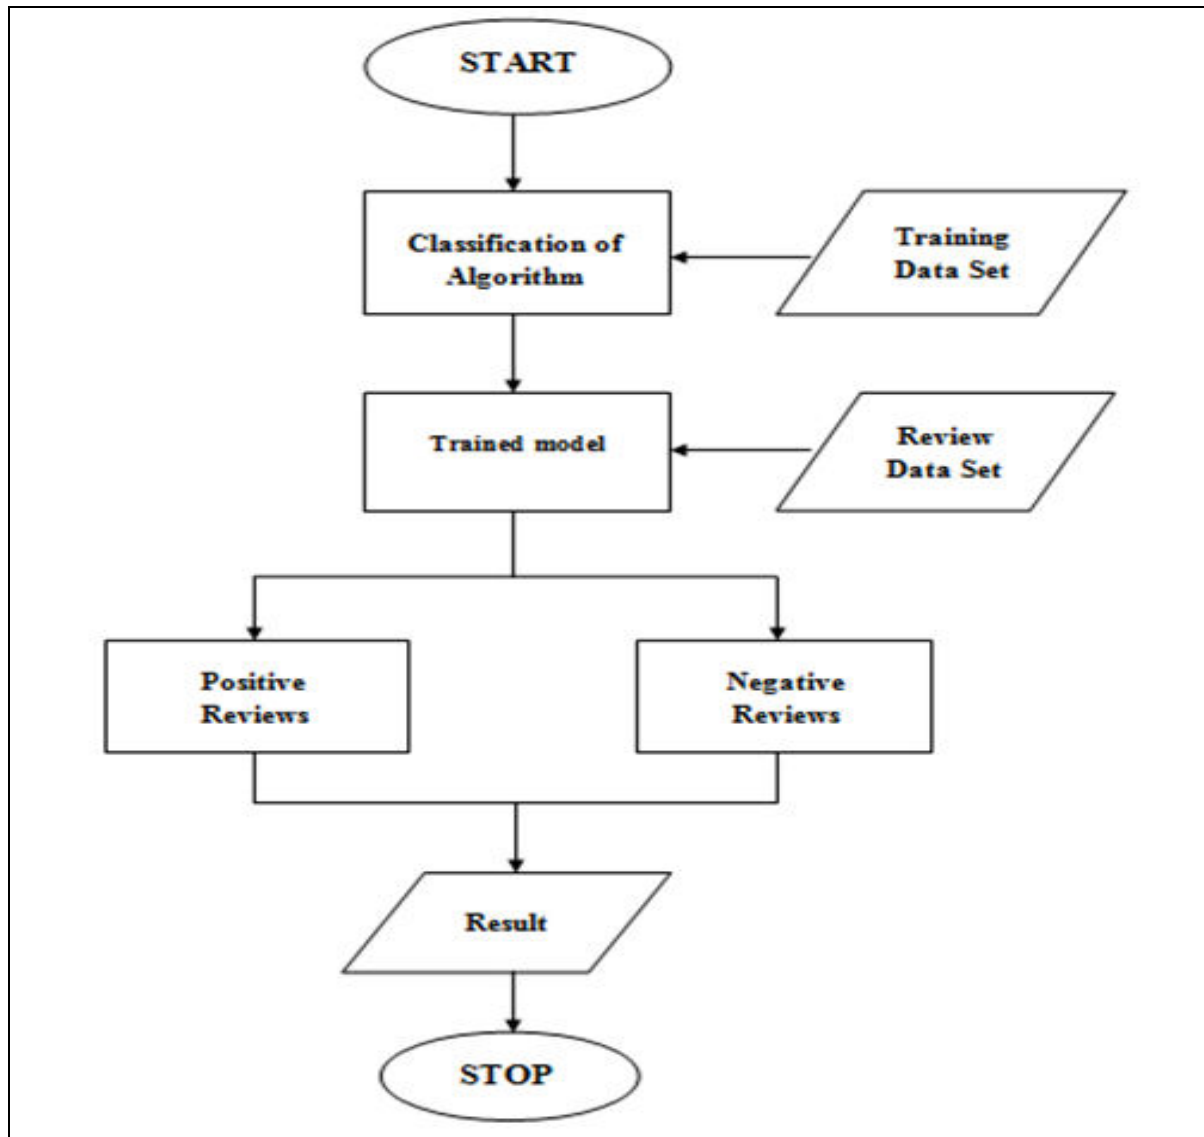 START
Classification of
Algorithm
Training
Data Set
Trained model
Review
Data Set
Positive
Reviews
Negative
Reviews
Result
STOP